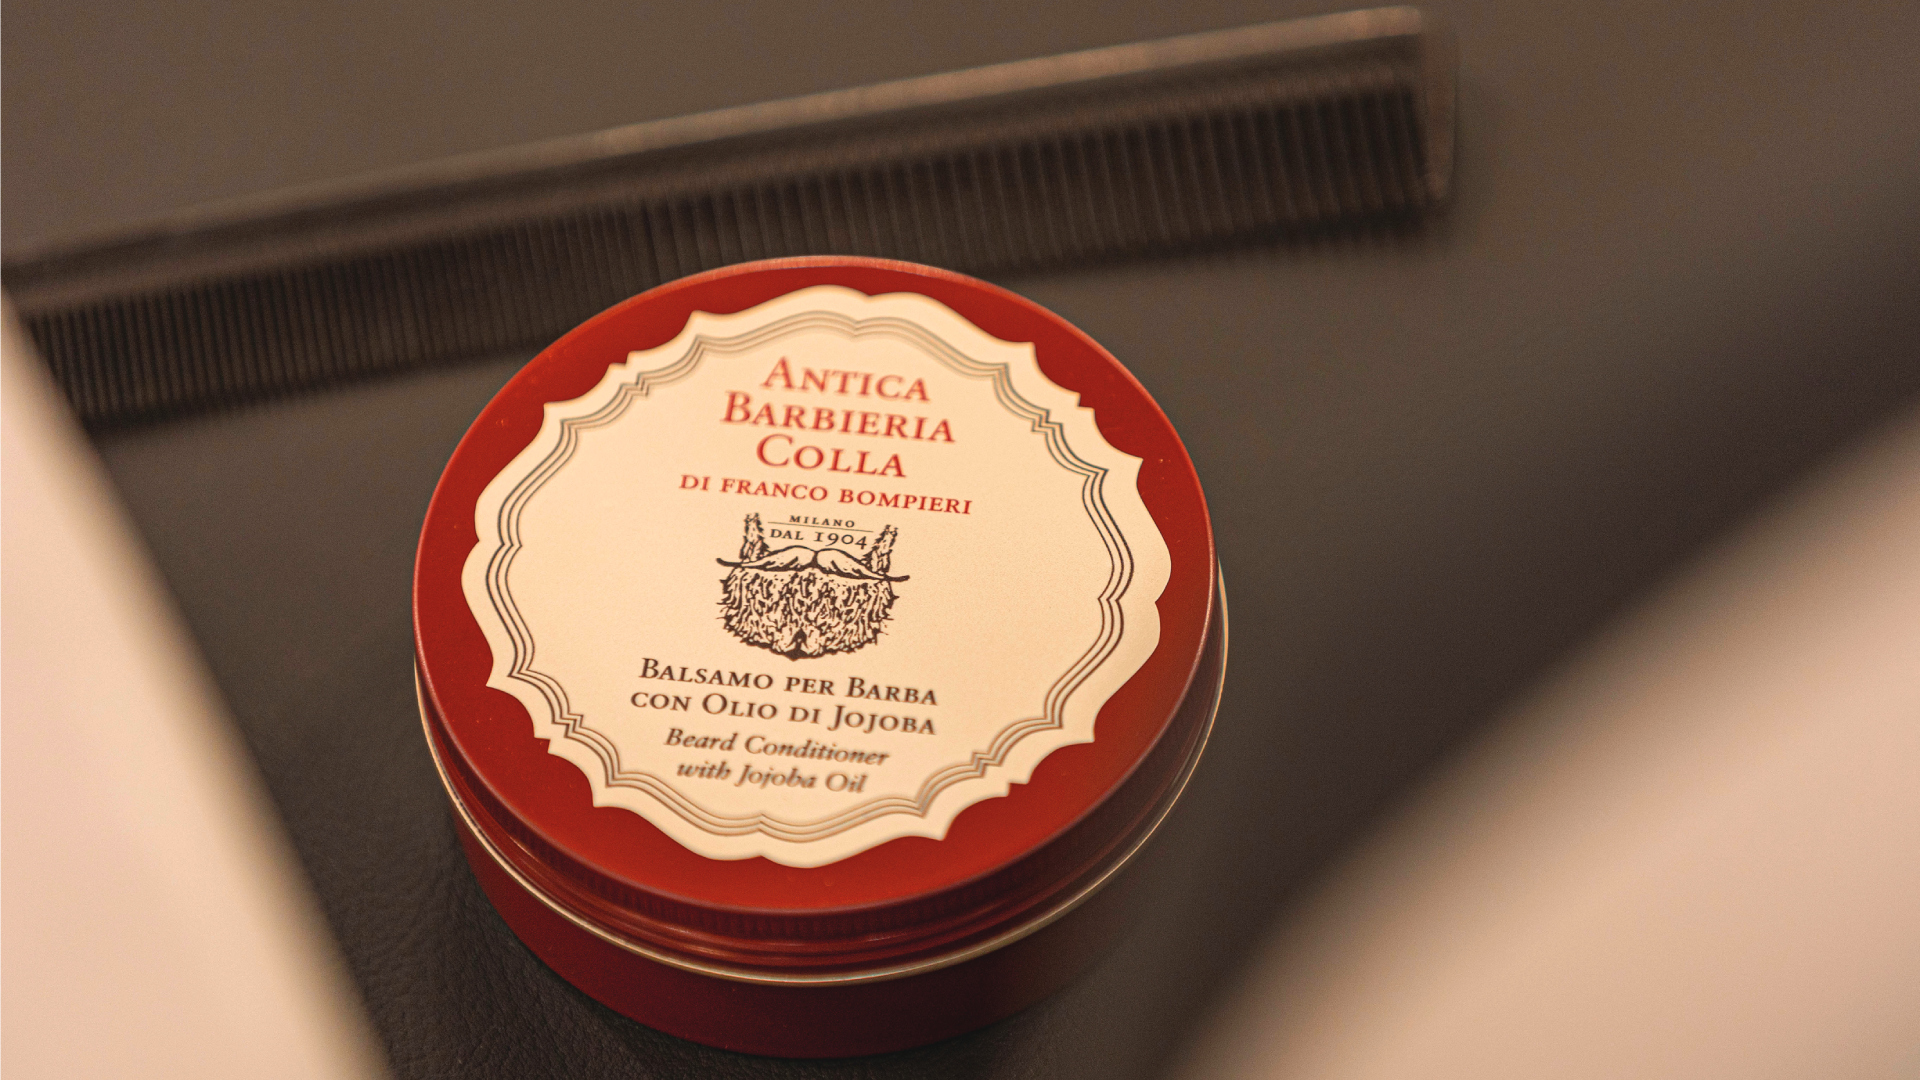 ANTICA
BARBIERIA
COLLA
DI FRANCO BOMPIERI
MILANO
DAL 1904
BALSAMO PER BARBA
CON OLIO DI JOJOBA
Beard Conditioner
with Jojoba Oil